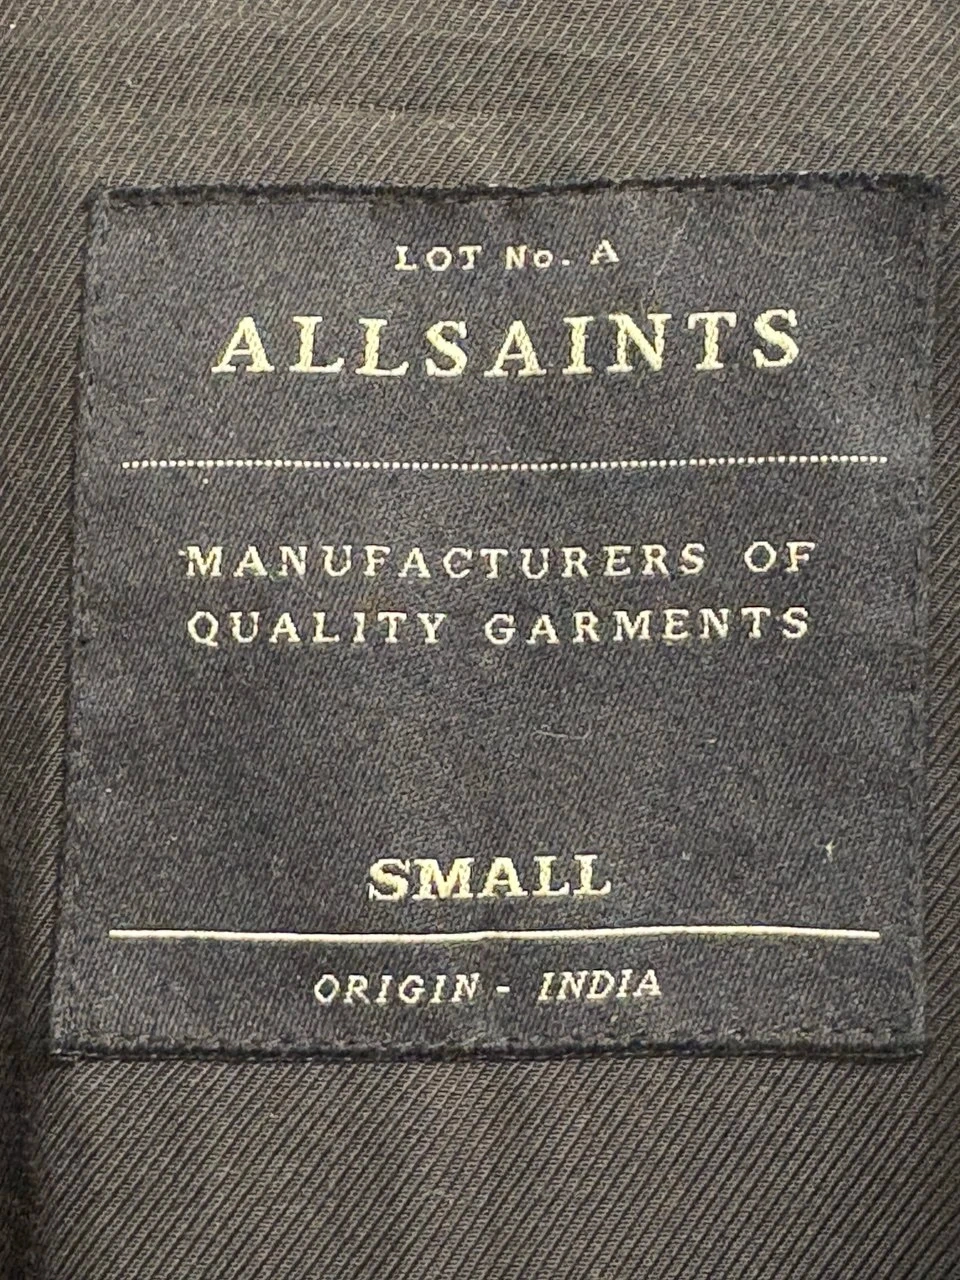 LOT No. A
ALLSAINTS
MANUFACTURERS OF
QUALITY GARMENTS
SMALL
ORIGIN - INDIA